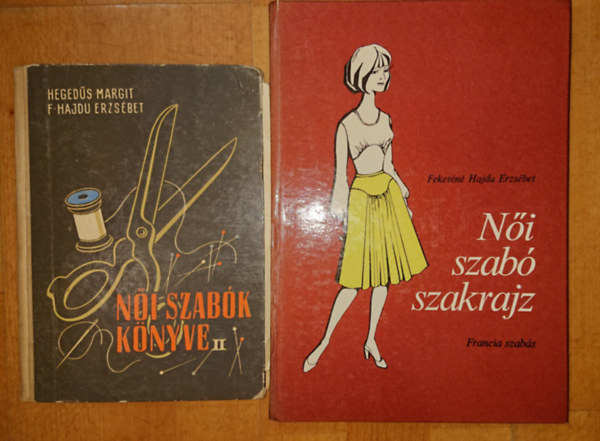 HEGEDŰS MARGIT
F. HAJDU ERZSÉBET
NŐI SZABÓK
KÖNYVE II
Feketéné Hajdu Erzsébet
Női
szabó
szakrajz
Francia szabás